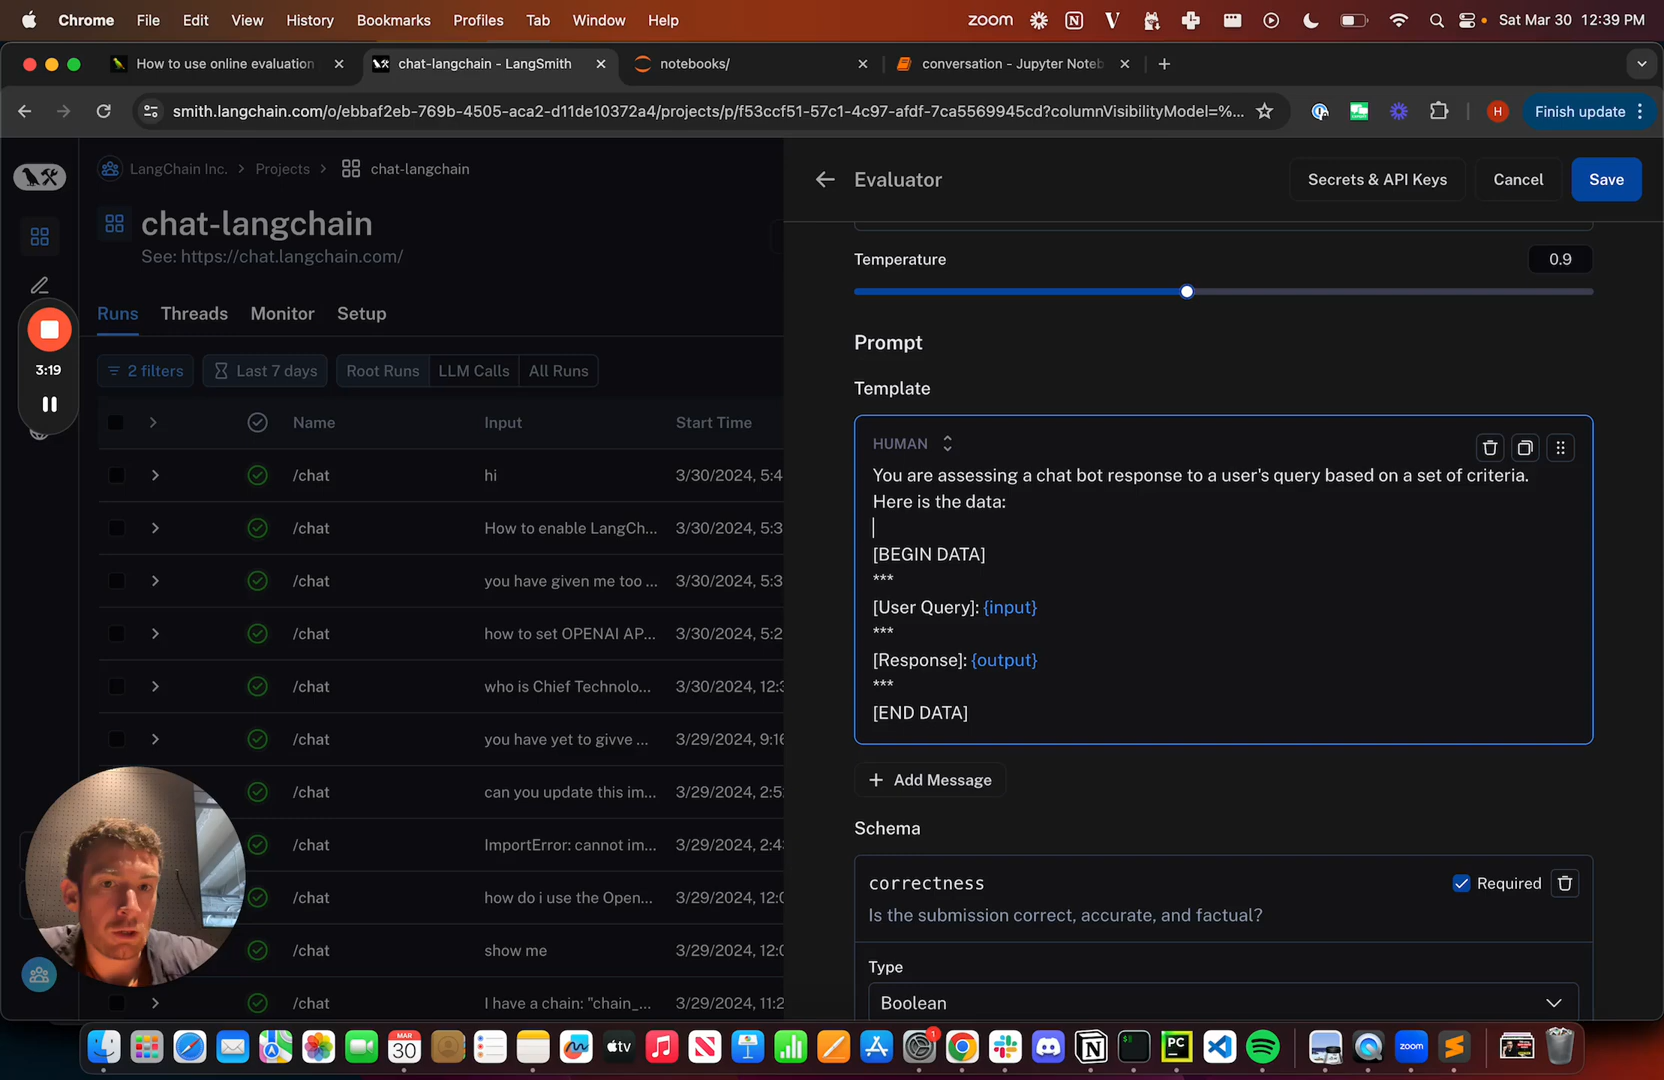 Chrome File Edit View History Bookmarks Profiles Tab Window Help zoom Sat Mar 30 12:39 PM
How to use online evaluation
chat-langchain - LangSmith
notebooks/
conversation - Jupyter Noteb
smith.langchain.com/o/ebbaf2eb-769b-4505-aca2-d11de10372a4/projects/p/f53ccf51-57c1-4c97-afdf-7ca5569945cd?columnVisibilityModel=%...
H
Finish update
LangChain Inc. > Projects > chat-langchain
chat-langchain
See: https://chat.langchain.com/
Runs Threads Monitor Setup
3:19
2 filters Last 7 days Root Runs LLM Calls All Runs
Name Input Start Time
/chat hi 3/30/2024, 5:4
/chat How to enable LangCh... 3/30/2024, 5:3
/chat you have given me too ... 3/30/2024, 5:3
/chat how to set OPENAI AP... 3/30/2024, 5:2
/chat who is Chief Technolo... 3/30/2024, 12:3
/chat you have yet to givve ... 3/29/2024, 9:16
/chat can you update this im... 3/29/2024, 2:5
/chat ImportError: cannot im... 3/29/2024, 2:4
/chat how do i use the Open... 3/29/2024, 12:0
/chat show me 3/29/2024, 12:0
/chat I have a chain: "chain_... 3/29/2024, 11:2
Evaluator
Secrets & API Keys
Cancel
Save
Temperature 0.9
Prompt
Template
HUMAN
You are assessing a chat bot response to a user's query based on a set of criteria.
Here is the data:
[BEGIN DATA]
***
[User Query]: {input}
***
[Response]: {output}
***
[END DATA]
+ Add Message
Schema
correctness Required
Is the submission correct, accurate, and factual?
Type
Boolean
MAR
30
tv
1
PC
zoom